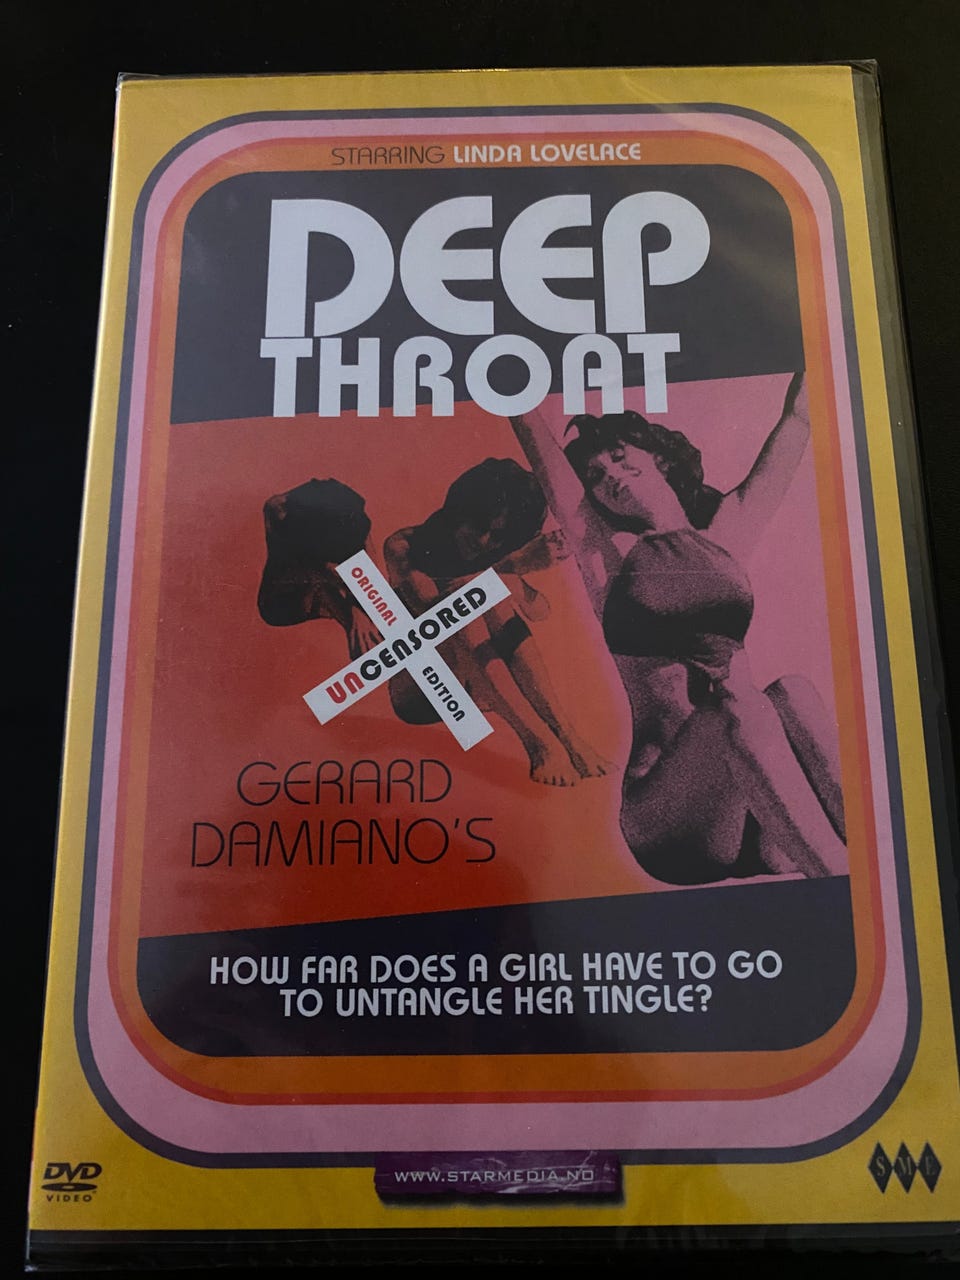 STARRING LINDA LOVELACE
DEEP
THROAT
ORIGINAL
UNCENSORED
EDITION
GERARD
DAMIANO'S
HOW FAR DOES A GIRL HAVE TO GO
TO UNTANGLE HER TINGLE?
DVD
VIDEO
WWW.STARMEDIA.NO
SME